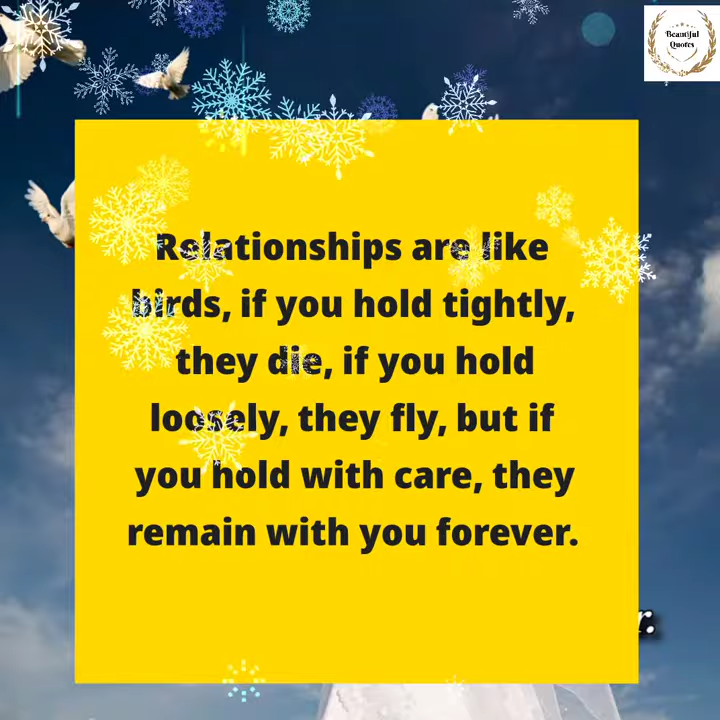 Beautiful
Quotes
Relationships are like
birds, if you hold tightly,
they die, if you hold
loosely, they fly, but if
you hold with care, they
remain with you forever.
r.